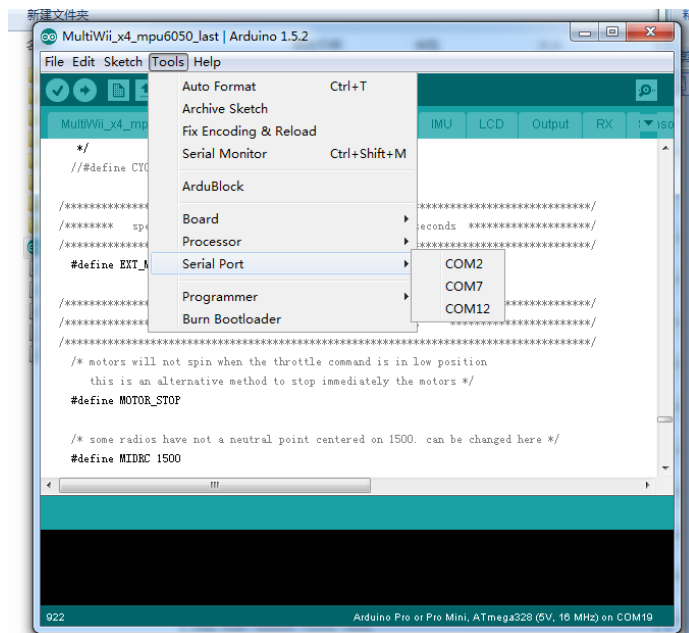 新建文件夹
MultiWii_x4_mpu6050_last | Arduino 1.5.2
File Edit Sketch Tools Help
Auto Format Ctrl+T
Archive Sketch
Fix Encoding & Reload
Serial Monitor Ctrl+Shift+M
ArduBlock
Board
Processor
Serial Port
Programmer
Burn Bootloader
COM2
COM7
COM12
MultiWii_x4_mp IMU LCD Output RX
*/
//#define CYC
/*********************/
/******** spe seconds *********************/
/*********************/
#define EXT_M
/*********************/
/*********************/
/*********************/
/* motors will not spin when the throttle command is in low position
this is an alternative method to stop immediately the motors */
#define MOTOR_STOP
/* some radios have not a neutral point centered on 1500. can be changed here */
#define MIDRC 1500
922
Arduino Pro or Pro Mini, ATmega328 (5V, 16 MHz) on COM19